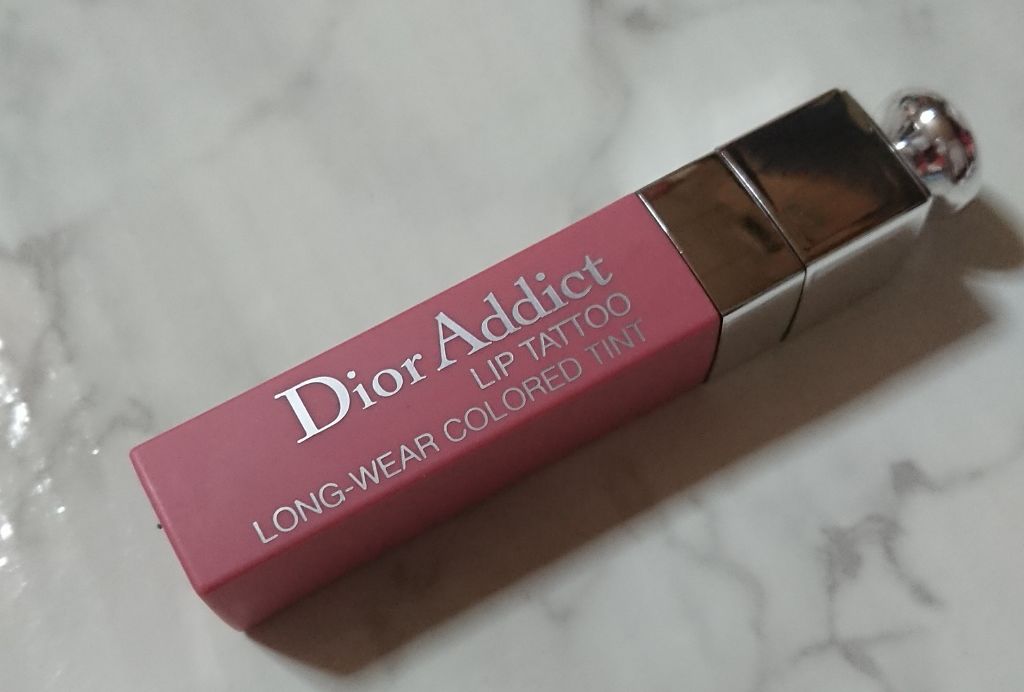 Dior Addict
LIP TATTOO
LONG-WEAR COLORED TINT